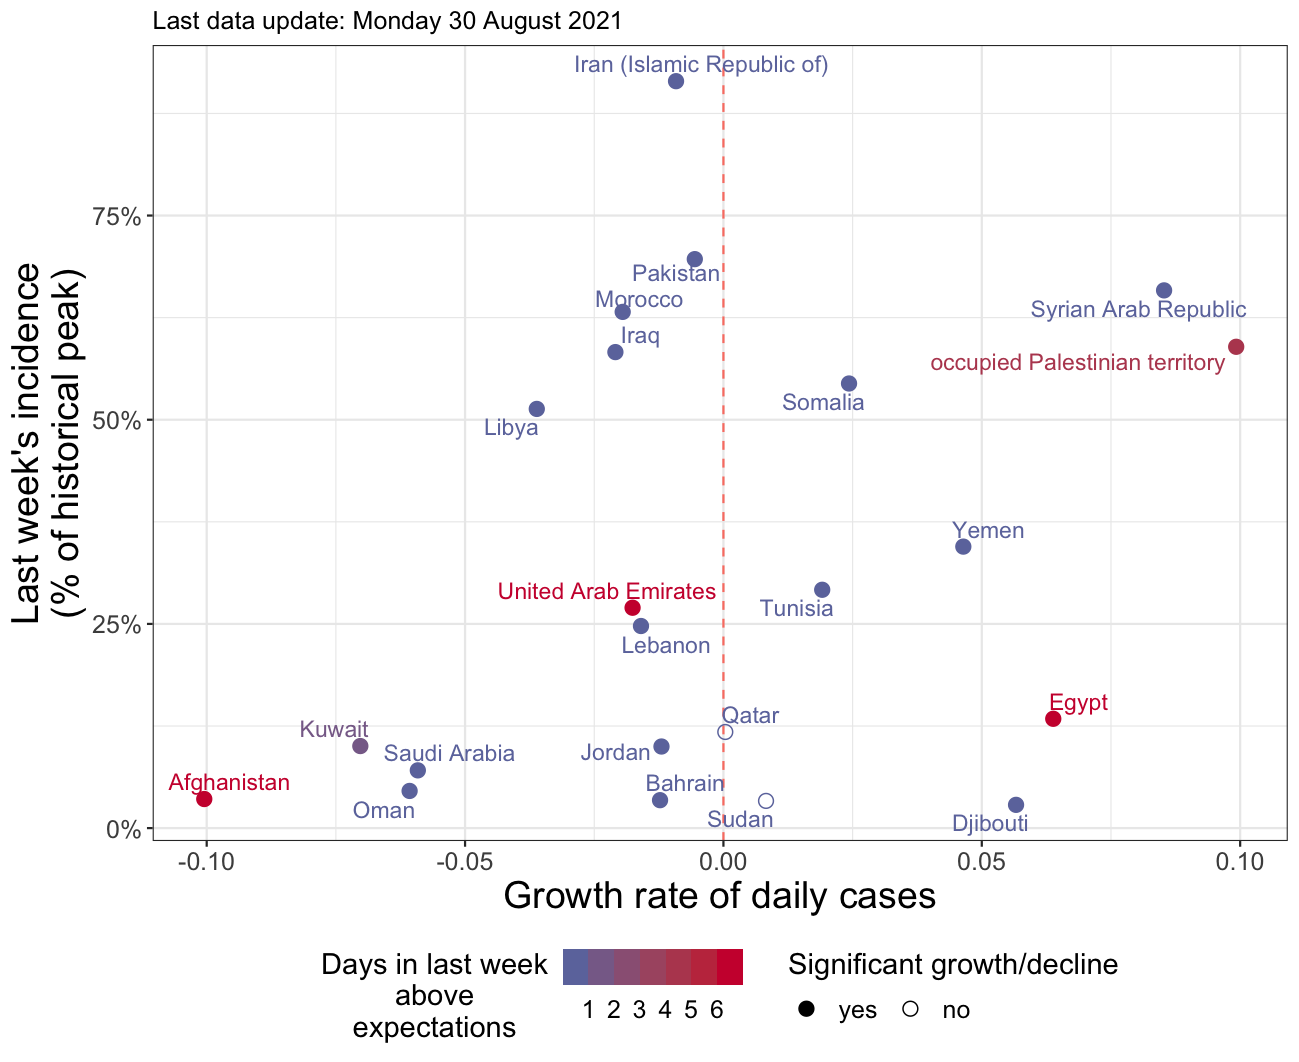 Last data update: Monday 30 August 2021
Last week's incidence
(% of historical peak)
75%
50%
25%
0%
Iran (Islamic Republic of)
Pakistan
Morocco
Iraq
Syrian Arab Republic
occupied Palestinian territory
Somalia
Libya
Yemen
United Arab Emirates
Tunisia
Lebanon
Egypt
Qatar
Kuwait
Saudi Arabia
Jordan
Afghanistan
Bahrain
Oman
Sudan
Djibouti
-0.10
-0.05
0.00
0.05
0.10
Growth rate of daily cases
Days in last week
above
expectations
1 2 3 4 5 6
Significant growth/decline
yes no